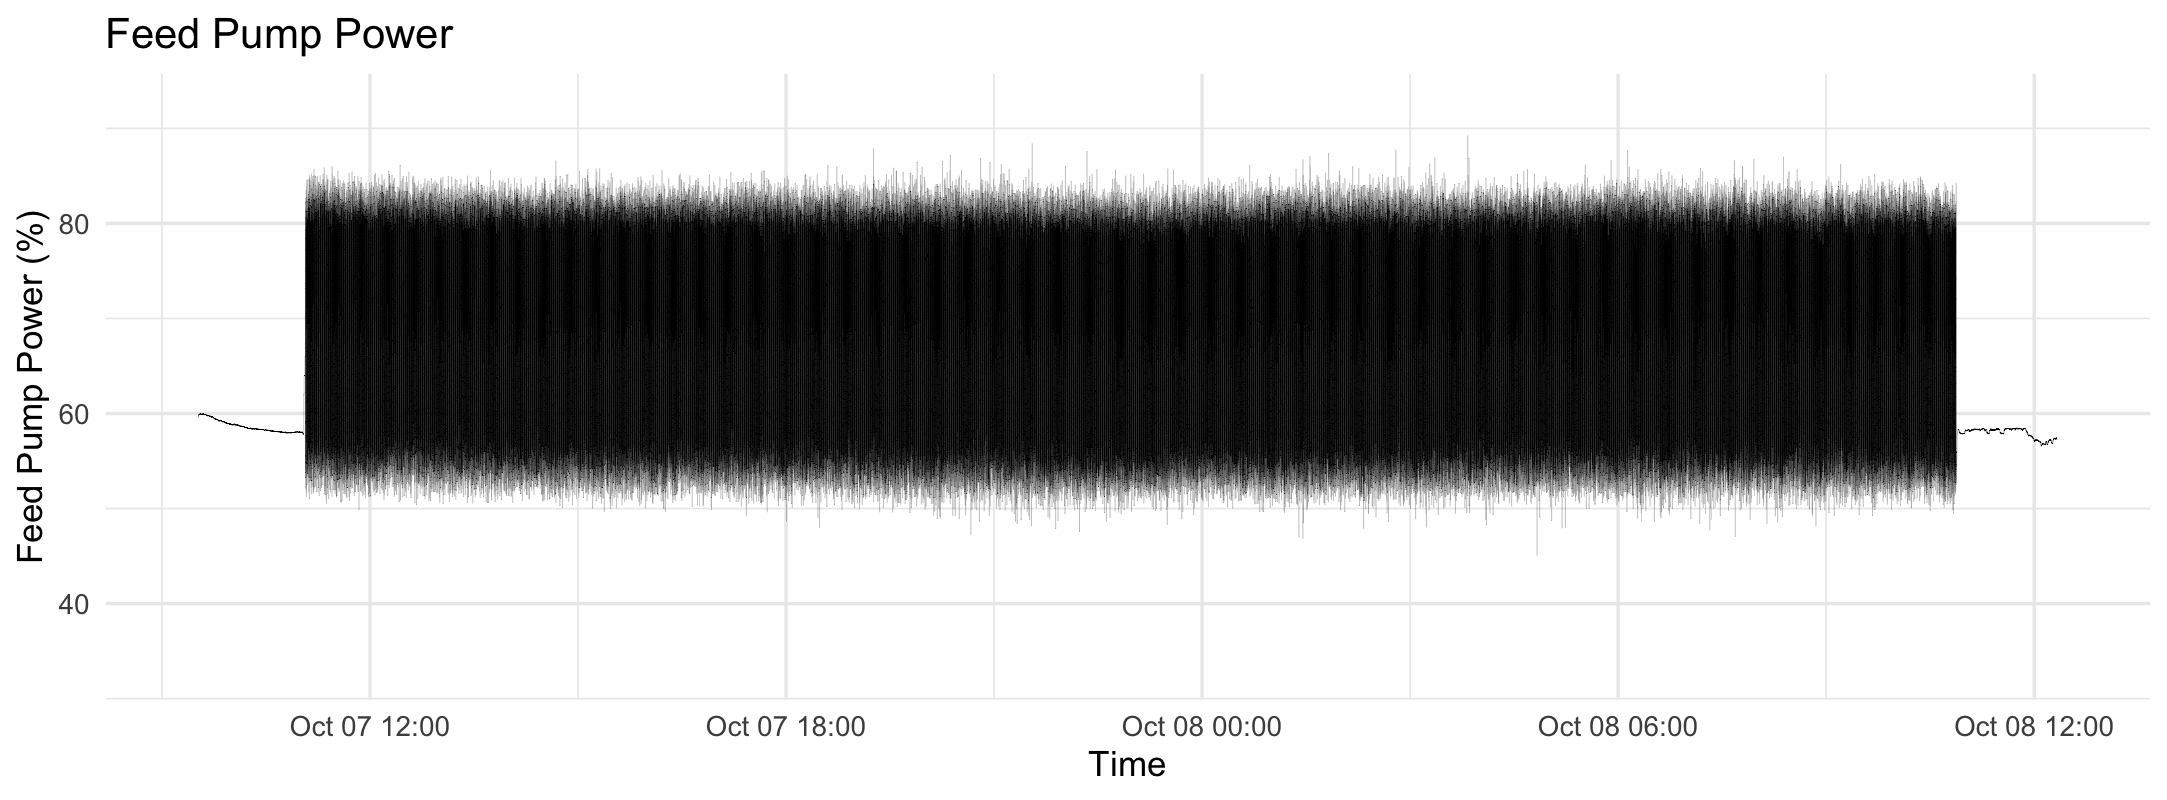 Feed Pump Power
Feed Pump Power (%)
80
60
40
Oct 07 12:00
Oct 07 18:00
Oct 08 00:00
Oct 08 06:00
Oct 08 12:00
Time